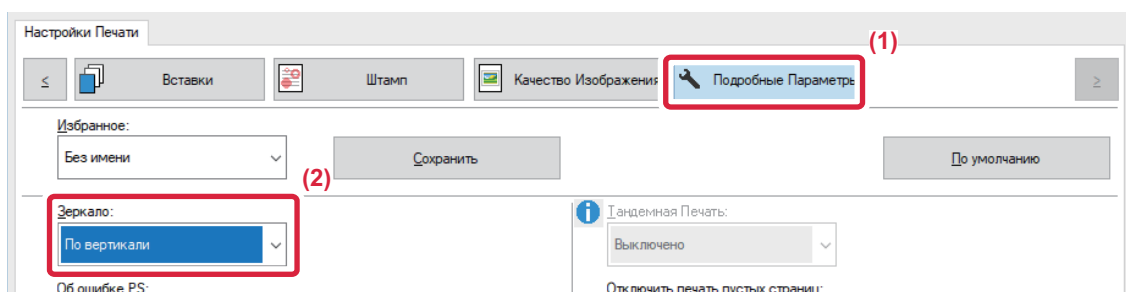 Настройки Печати
(1)
<
Вставки
Штамп
Качество Изображения
Подробные Параметры
>
Избранное:
Без имени
Сохранить
По умолчанию
(2)
Зеркало:
По вертикали
Тандемная Печать:
Выключено
Об ошибке PS:
Отключить печать пустых страниц: